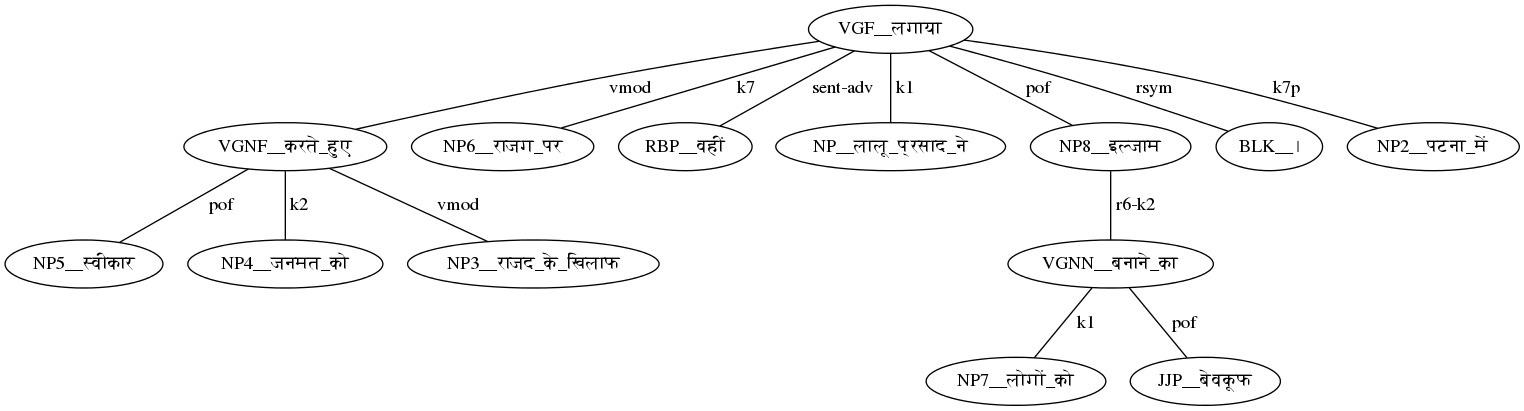 VGF__लगाया
vmod k7 sent-adv k1 pof rsym k7p
VGNF__करते_हुए NP6__राजग_पर RBP__वहीं NP__लालू_प्रसाद_ने NP8__इल्जाम BLK__। NP2__पटना_में
pof k2 vmod r6-k2
NP5__स्वीकार NP4__जनमत_को NP3__राजद_के_खिलाफ VGNN__बनाने_का
k1 pof
NP7__लोगों_को JJP__बेवकूफ